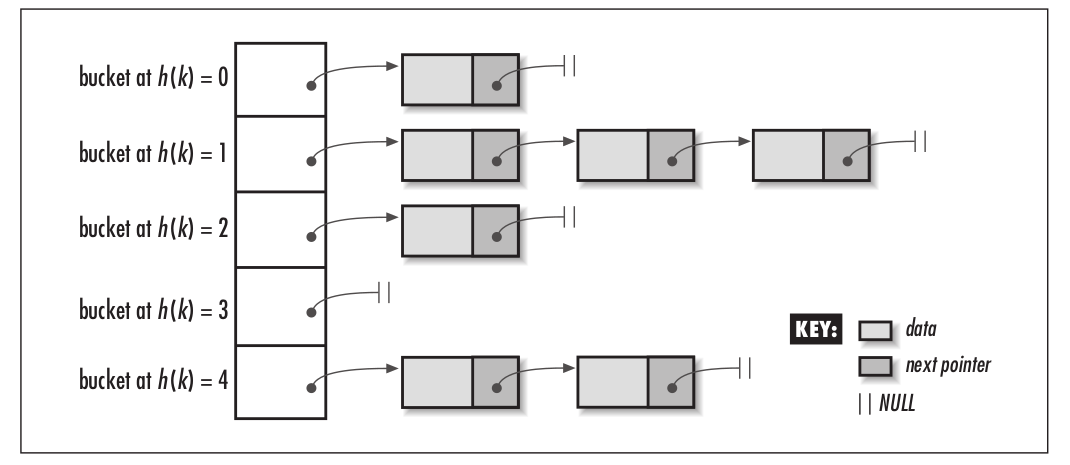 bucket at h(k) = 0
bucket at h(k) = 1
bucket at h(k) = 2
bucket at h(k) = 3
bucket at h(k) = 4
KEY:
data
next pointer
|| NULL